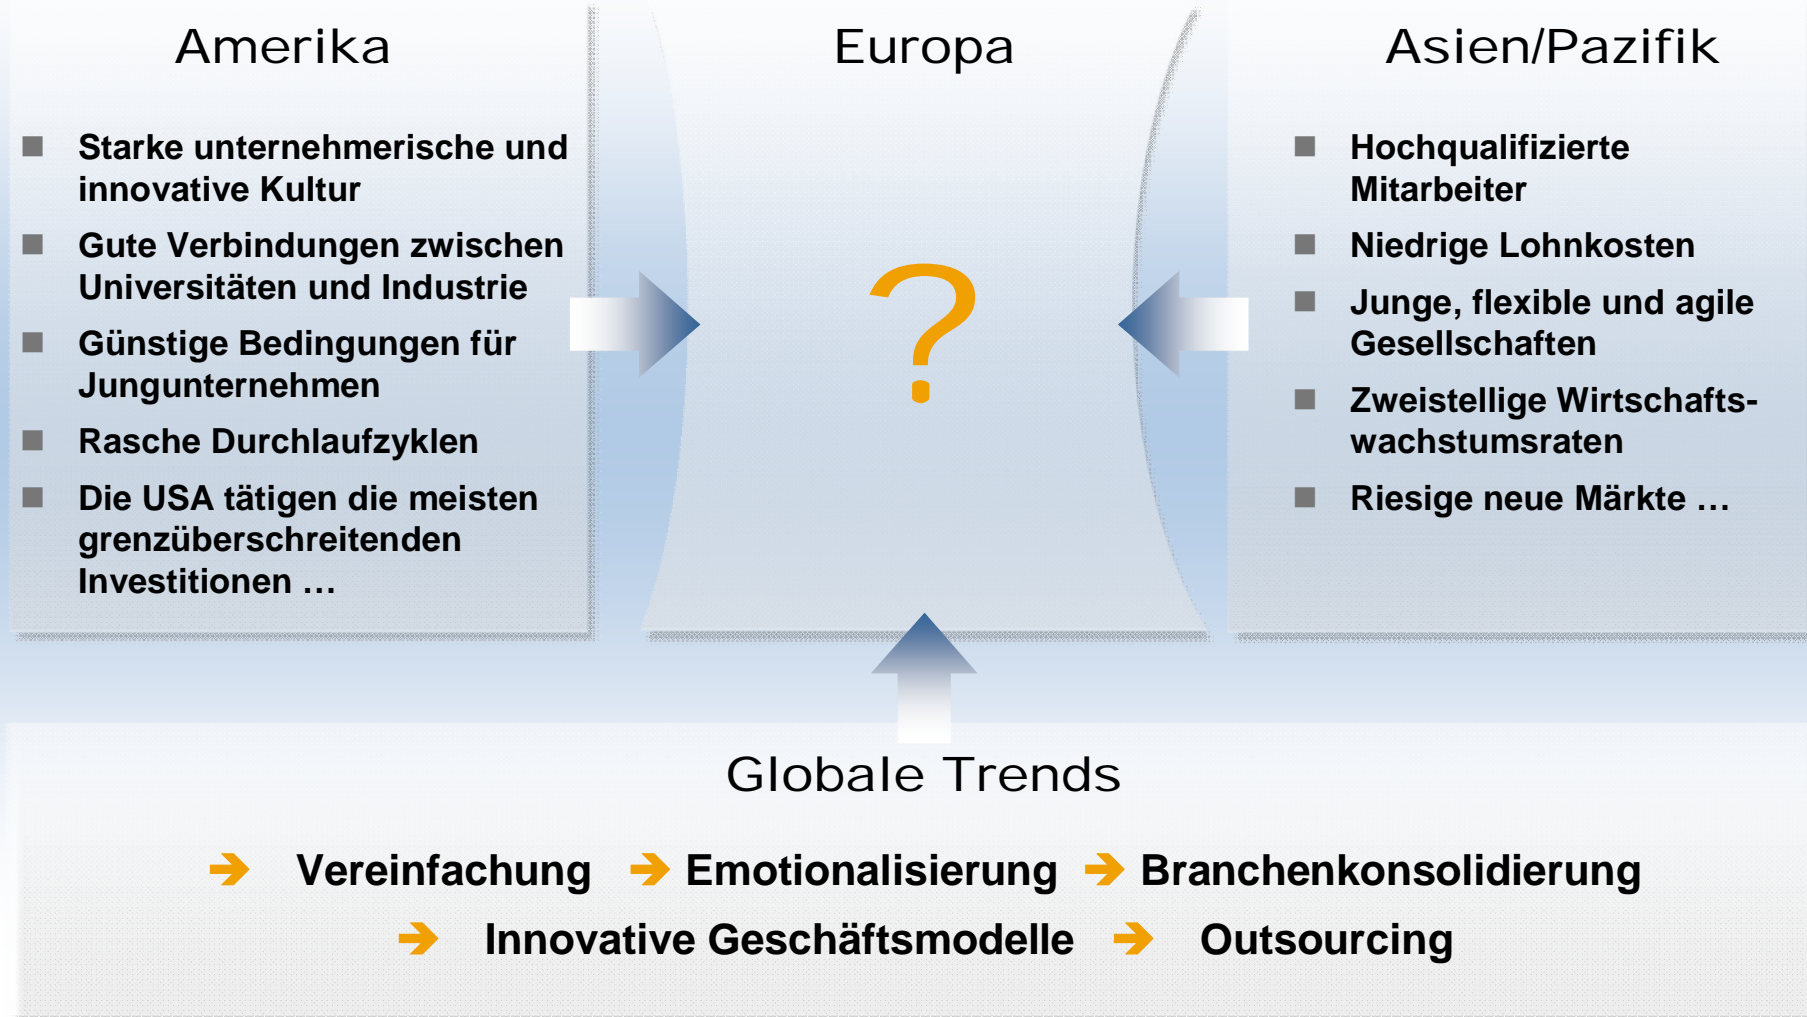 Amerika
Starke unternehmerische und
innovative Kultur
Gute Verbindungen zwischen
Universitäten und Industrie
Günstige Bedingungen für
Jungunternehmen
Rasche Durchlaufzyklen
Die USA tätigen die meisten
grenzüberschreitenden
Investitionen …
Europa
?
Asien/Pazifik
Hochqualifizierte
Mitarbeiter
Niedrige Lohnkosten
Junge, flexible und agile
Gesellschaften
Zweistellige Wirtschafts-
wachstumsraten
Riesige neue Märkte …
Globale Trends
➔ Vereinfachung ➔ Emotionalisierung ➔ Branchenkonsolidierung
➔ Innovative Geschäftsmodelle ➔ Outsourcing